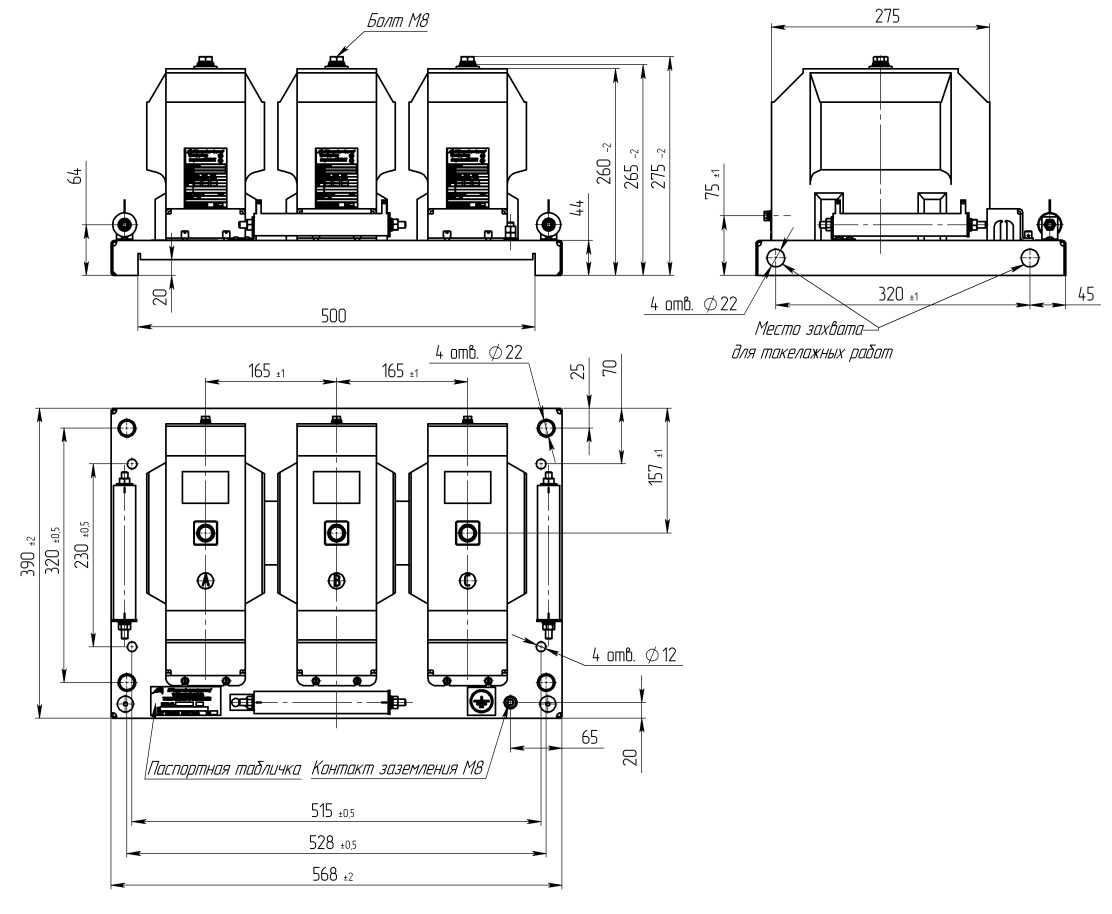 Болт М8
275
64
20
500
260 -2
265 -2
275 -2
44
75 ±1
4 отв. ∅22
320 ±1
45
Место захвата
для такелажных работ
4 отв. ∅22
165 ±1
165 ±1
25
70
157 ±1
390 ±2
320 ±0,5
230 ±0,5
A
B
C
4 отв. ∅12
65
20
Паспортная табличка
Контакт заземления М8
515 ±0,5
528 ±0,5
568 ±2